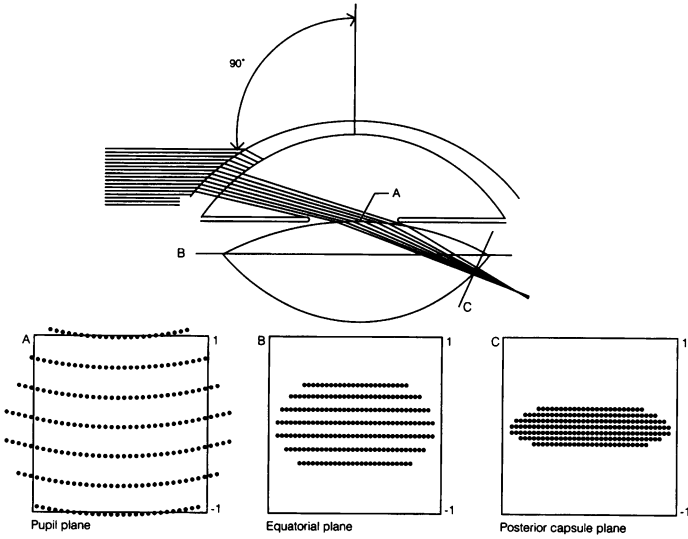 90°
A
B
C
A 1
-1
Pupil plane
B 1
-1
Equatorial plane
C 1
-1
Posterior capsule plane